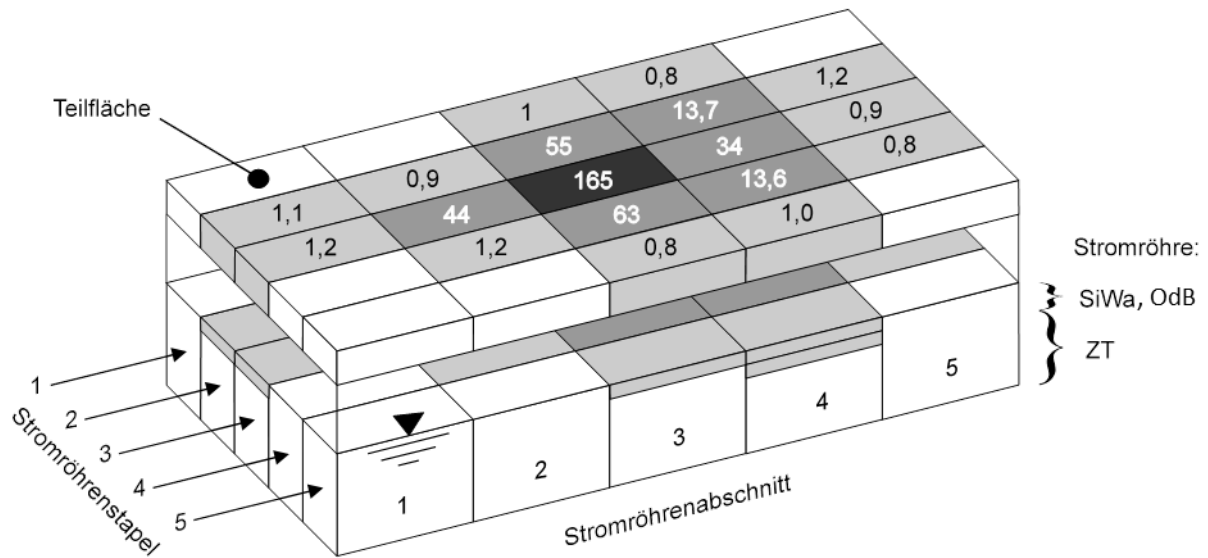 Teilfläche
0,8
1 13,7 1,2
55 34 0,9
0,9 165 13,6 0,8
1,1 44 63 1,0
1,2 1,2 0,8
Stromröhre:
SiWa, OdB
ZT
1
2
3
4
5
Stromröhrenstapel
1 2 3 4 5
Stromröhrenabschnitt